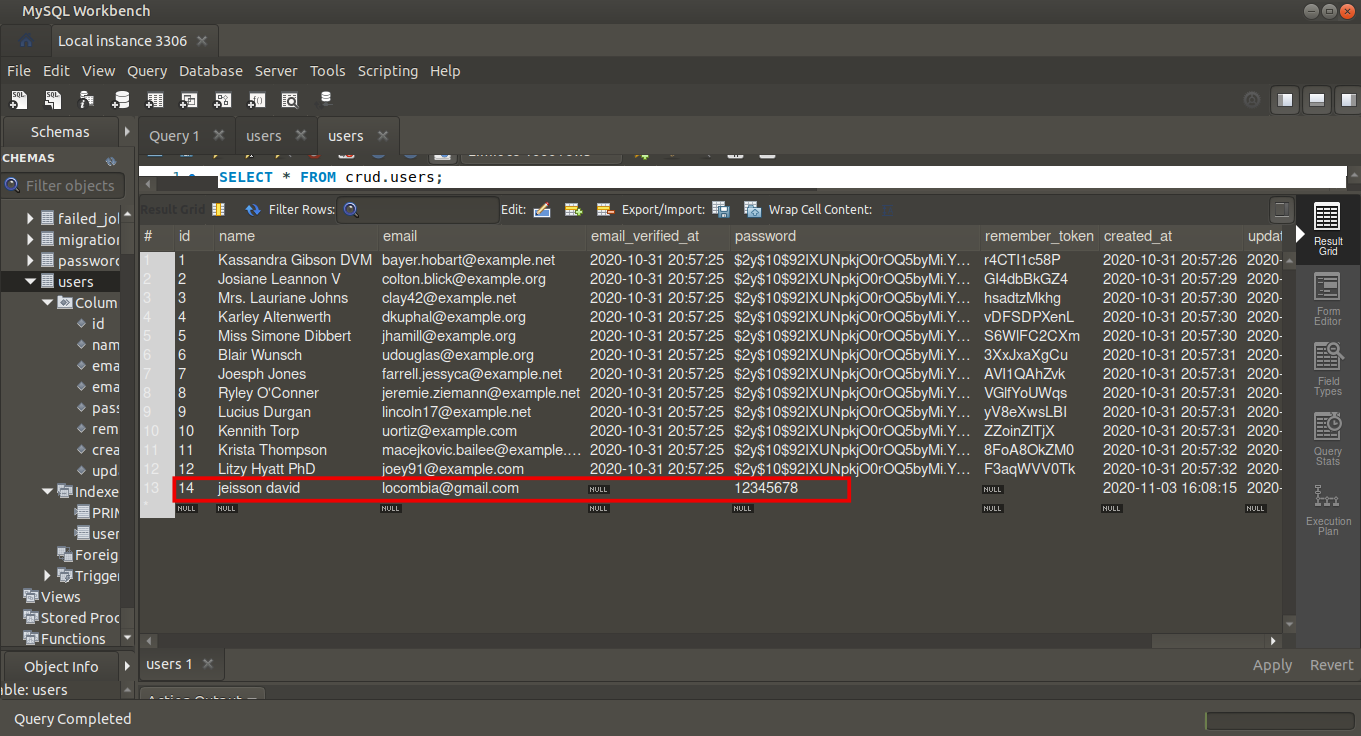 MySQL Workbench
Local instance 3306
File Edit View Query Database Server Tools Scripting Help
Schemas
Query 1 users users
CHEMAS
SELECT * FROM crud.users;
Filter objects
Result Grid Filter Rows: Edit: Export/Import: Wrap Cell Content:
failed_jo
migration
password
users
Colum
id
nam
ema
ema
pass
rem
crea
upda
Indexe
PRI
user
Foreig
Trigger
Views
Stored Proc
Functions
# id name email email_verified_at password remember_token created_at updat
1 1 Kassandra Gibson DVM bayer.hobart@example.net 2020-10-31 20:57:25 $2y$10$92IXUNpkjO0rOQ5byMi.Y... r4CTI1c58P 2020-10-31 20:57:26 2020-
2 2 Josiane Leannon V colton.blick@example.org 2020-10-31 20:57:25 $2y$10$92IXUNpkjO0rOQ5byMi.Y... GI4dbBkGZ4 2020-10-31 20:57:29 2020-
3 3 Mrs. Lauriane Johns clay42@example.net 2020-10-31 20:57:25 $2y$10$92IXUNpkjO0rOQ5byMi.Y... hsadtzMkhg 2020-10-31 20:57:30 2020-
4 4 Karley Altenwerth dkuphal@example.org 2020-10-31 20:57:25 $2y$10$92IXUNpkjO0rOQ5byMi.Y... vDFSDPXenL 2020-10-31 20:57:30 2020-
5 5 Miss Simone Dibbert jhamill@example.org 2020-10-31 20:57:25 $2y$10$92IXUNpkjO0rOQ5byMi.Y... S6WlFC2CXm 2020-10-31 20:57:30 2020-
6 6 Blair Wunsch udouglas@example.org 2020-10-31 20:57:25 $2y$10$92IXUNpkjO0rOQ5byMi.Y... 3XxJxaXgCu 2020-10-31 20:57:31 2020-
7 7 Joesph Jones farrell.jessyca@example.net 2020-10-31 20:57:25 $2y$10$92IXUNpkjO0rOQ5byMi.Y... AVI1QAhZvk 2020-10-31 20:57:31 2020-
8 8 Ryley O'Conner jeremie.ziemann@example.net 2020-10-31 20:57:25 $2y$10$92IXUNpkjO0rOQ5byMi.Y... VGlfYoUWqs 2020-10-31 20:57:31 2020-
9 9 Lucius Durgan lincoln17@example.net 2020-10-31 20:57:25 $2y$10$92IXUNpkjO0rOQ5byMi.Y... yV8eXwsLBI 2020-10-31 20:57:31 2020-
10 10 Kennith Torp uortiz@example.com 2020-10-31 20:57:25 $2y$10$92IXUNpkjO0rOQ5byMi.Y... ZZoinZlTjX 2020-10-31 20:57:31 2020-
11 11 Krista Thompson macejkovic.bailee@example.... 2020-10-31 20:57:25 $2y$10$92IXUNpkjO0rOQ5byMi.Y... 8FoA8OkZM0 2020-10-31 20:57:32 2020-
12 12 Litzy Hyatt PhD joey91@example.com 2020-10-31 20:57:25 $2y$10$92IXUNpkjO0rOQ5byMi.Y... F3aqWVV0Tk 2020-10-31 20:57:32 2020-
13 14 jeisson david locombia@gmail.com NULL 12345678 NULL 2020-11-03 16:08:15 2020-
* NULL NULL NULL NULL NULL NULL NULL NULL
Result
Grid
Form
Editor
Field
Types
Query
Stats
Execution
Plan
Object Info
users 1
Apply Revert
able: users
Query Completed